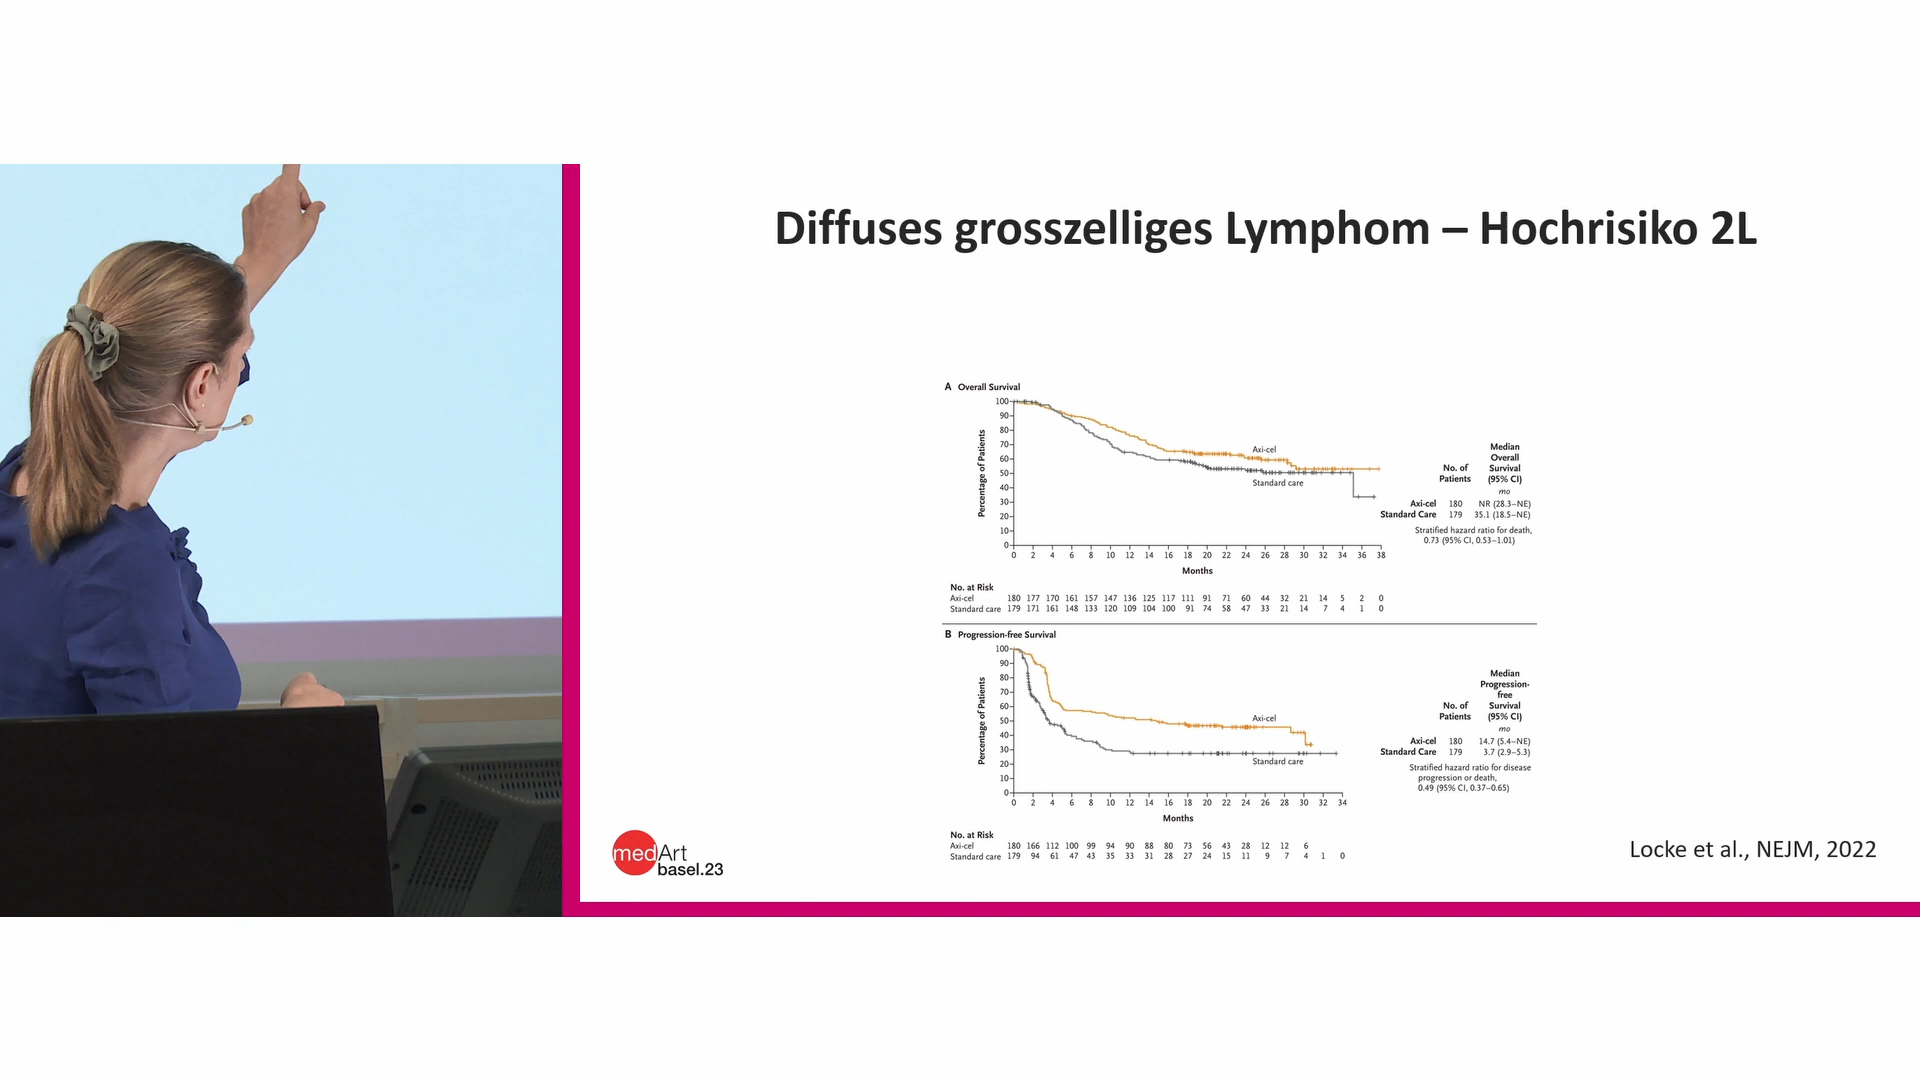 Diffuses grosszelliges Lymphom – Hochrisiko 2L
A Overall Survival
Percentage of Patients
100
90
80
70
60
50
40
30
20
10
0
0 2 4 6 8 10 12 14 16 18 20 22 24 26 28 30 32 34 36 38
Months
Axi-cel
Standard care
No. of Patients
Median Overall Survival (95% CI)
mo
Axi-cel 180 NR (28.3–NE)
Standard Care 179 35.1 (18.5–NE)
Stratified hazard ratio for death,
0.73 (95% CI, 0.53–1.01)
No. at Risk
Axi-cel 180 177 170 161 157 147 136 125 117 111 91 71 60 44 32 21 14 5 2 0
Standard care 179 171 161 148 133 120 109 104 100 91 74 58 47 33 21 14 7 4 1 0
B Progression-free Survival
Percentage of Patients
100
90
80
70
60
50
40
30
20
10
0
0 2 4 6 8 10 12 14 16 18 20 22 24 26 28 30 32 34
Months
Axi-cel
Standard care
No. of Patients
Median Progression-free Survival (95% CI)
mo
Axi-cel 180 14.7 (5.4–NE)
Standard Care 179 3.7 (2.9–5.3)
Stratified hazard ratio for disease
progression or death,
0.49 (95% CI, 0.37–0.65)
No. at Risk
Axi-cel 180 166 112 100 99 94 90 88 80 73 56 43 28 12 12 6
Standard care 179 94 61 47 43 35 33 31 28 27 24 15 11 9 7 4 1 0
medArt
basel.23
Locke et al., NEJM, 2022